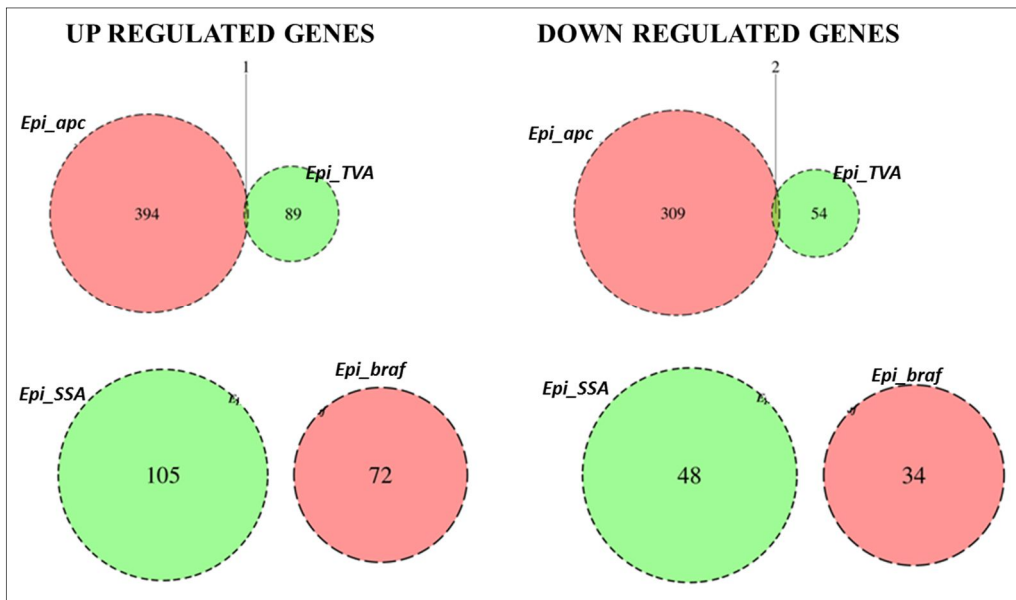 UP REGULATED GENES
DOWN REGULATED GENES
1
2
Epi_apc
Epi_TVA
394
89
Epi_apc
Epi_TVA
309
54
Epi_SSA
Epi_braf
105
72
Epi_SSA
Epi_braf
48
34